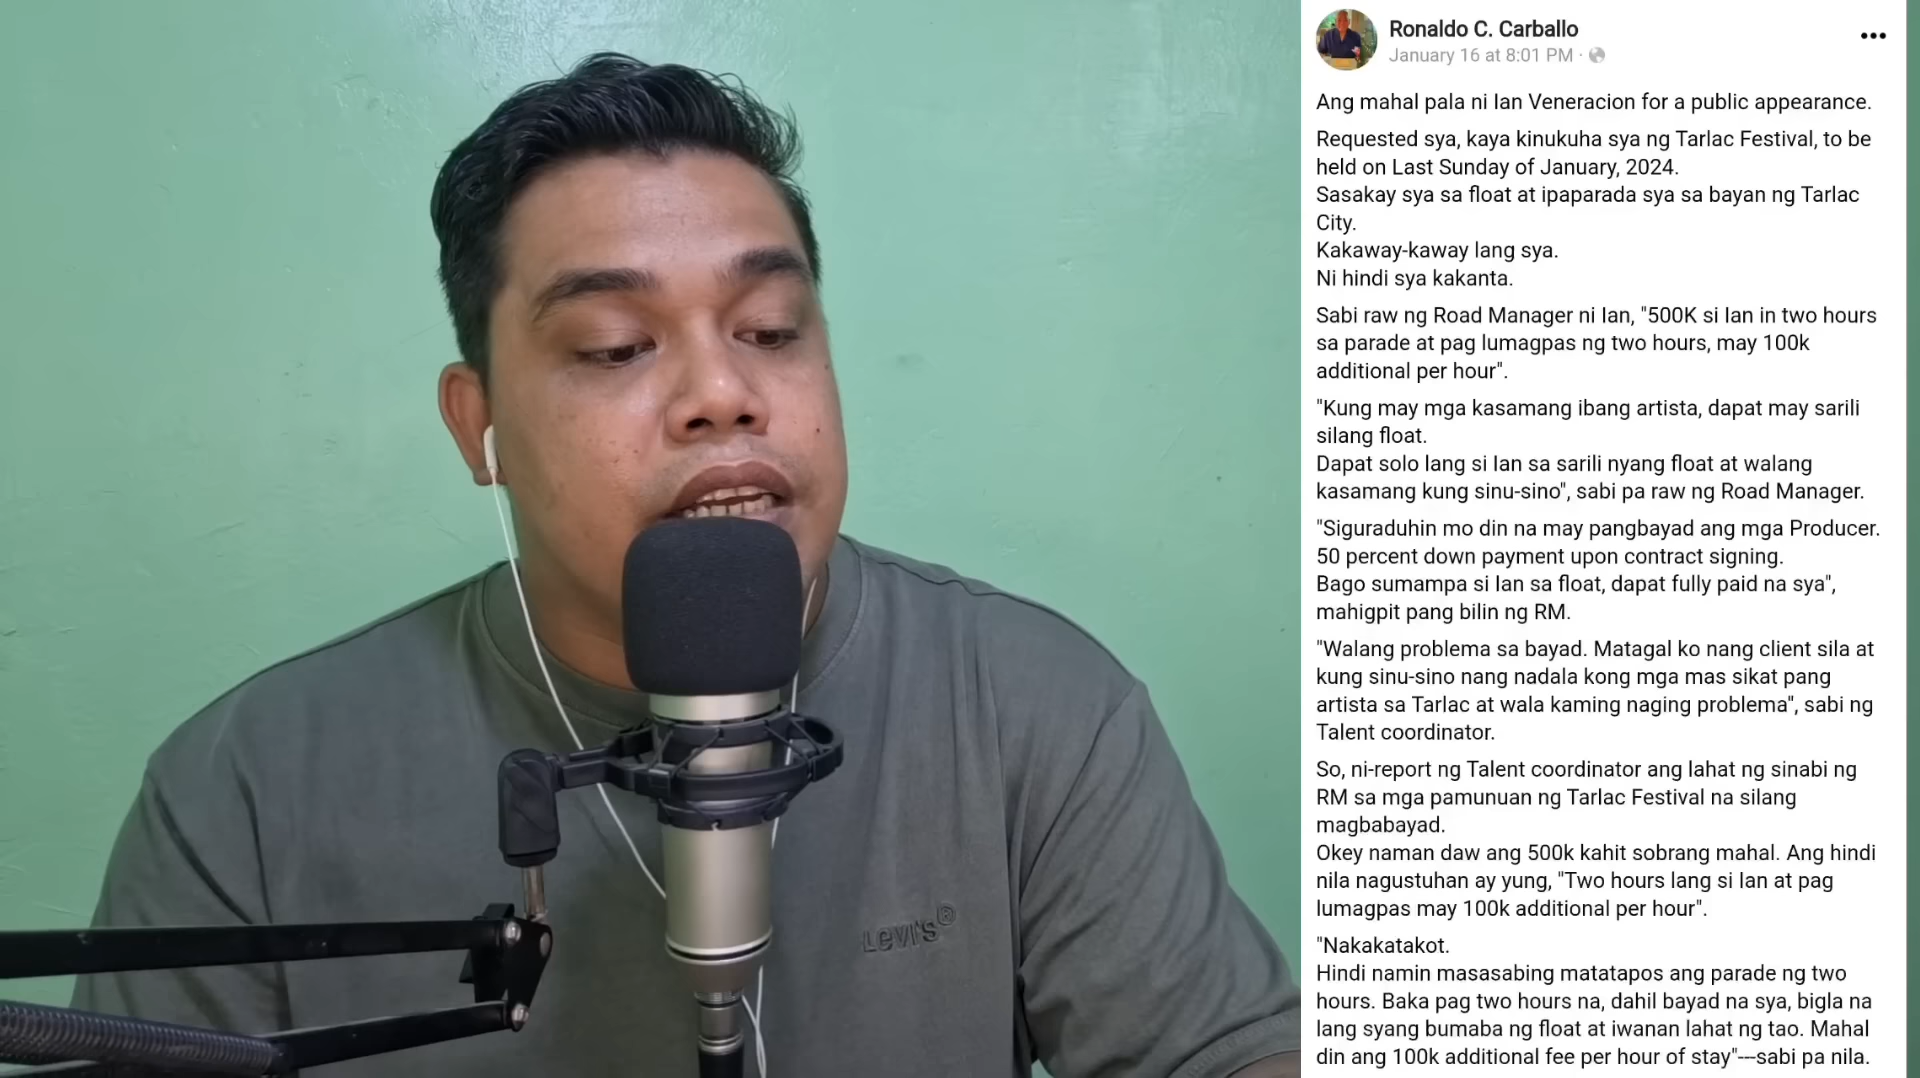 Ronaldo C. Carballo
January 16 at 8:01 PM ·
Ang mahal pala ni Ian Veneracion for a public appearance.
Requested sya, kaya kinukuha sya ng Tarlac Festival, to be
held on Last Sunday of January, 2024.
Sasakay sya sa float at ipaparada sya sa bayan ng Tarlac
City.
Kakaway-kaway lang sya.
Ni hindi sya kakanta.
Sabi raw ng Road Manager ni Ian, "500K si Ian in two hours
sa parade at pag lumagpas ng two hours, may 100k
additional per hour".
"Kung may mga kasamang ibang artista, dapat may sarili
silang float.
Dapat solo lang si Ian sa sarili nyang float at walang
kasamang kung sinu-sino", sabi pa raw ng Road Manager.
"Siguraduhin mo din na may pangbayad ang mga Producer.
50 percent down payment upon contract signing.
Bago sumampa si Ian sa float, dapat fully paid na sya",
mahigpit pang bilin ng RM.
"Walang problema sa bayad. Matagal ko nang client sila at
kung sinu-sino nang nadala kong mga mas sikat pang
artista sa Tarlac at wala kaming naging problema", sabi ng
Talent coordinator.
So, ni-report ng Talent coordinator ang lahat ng sinabi ng
RM sa mga pamunuan ng Tarlac Festival na silang
magbabayad.
Okey naman daw ang 500k kahit sobrang mahal. Ang hindi
nila nagustuhan ay yung, "Two hours lang si Ian at pag
lumagpas may 100k additional per hour".
"Nakakatakot.
Hindi namin masasabing matatapos ang parade ng two
hours. Baka pag two hours na, dahil bayad na sya, bigla na
lang syang bumaba ng float at iwanan lahat ng tao. Mahal
din ang 100k additional fee per hour of stay"---sabi pa nila.
Levi's®